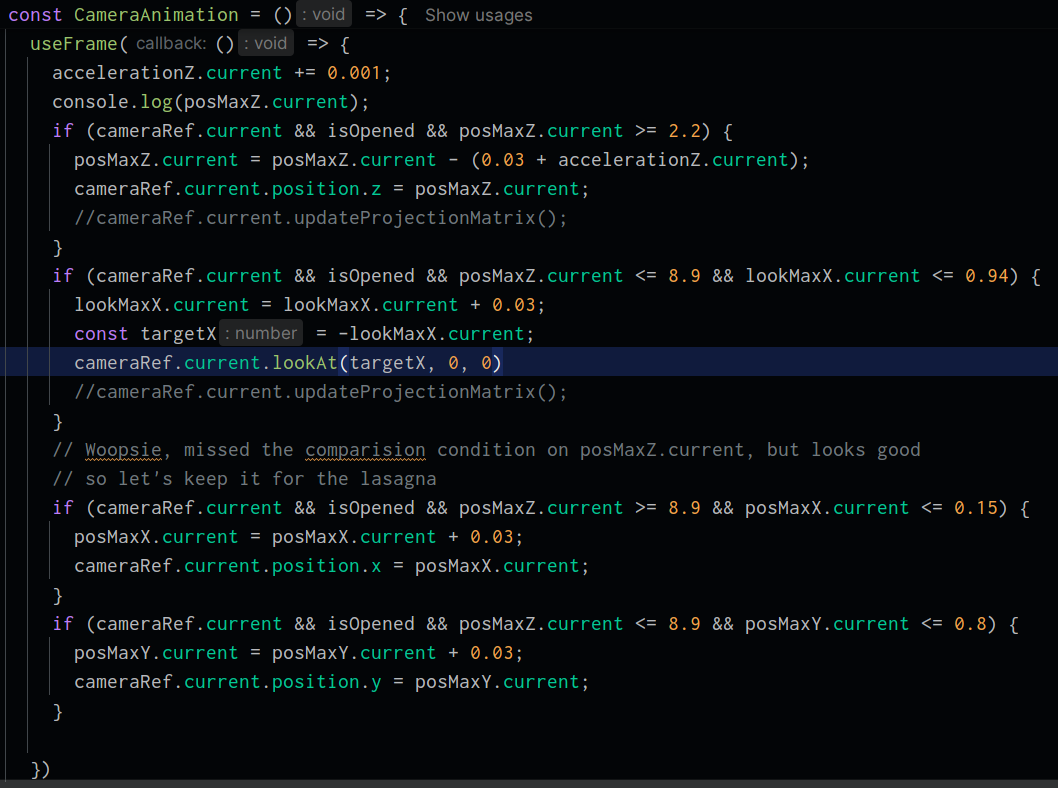 const CameraAnimation = () : void => { Show usages
useFrame( callback: () : void => {
accelerationZ.current += 0.001;
console.log(posMaxZ.current);
if (cameraRef.current && isOpened && posMaxZ.current >= 2.2) {
posMaxZ.current = posMaxZ.current - (0.03 + accelerationZ.current);
cameraRef.current.position.z = posMaxZ.current;
//cameraRef.current.updateProjectionMatrix();
}
if (cameraRef.current && isOpened && posMaxZ.current <= 8.9 && lookMaxX.current <= 0.94) {
lookMaxX.current = lookMaxX.current + 0.03;
const targetX : number = -lookMaxX.current;
cameraRef.current.lookAt(targetX, 0, 0)
//cameraRef.current.updateProjectionMatrix();
}
// Woopsie, missed the comparision condition on posMaxZ.current, but looks good
// so let's keep it for the lasagna
if (cameraRef.current && isOpened && posMaxZ.current >= 8.9 && posMaxX.current <= 0.15) {
posMaxX.current = posMaxX.current + 0.03;
cameraRef.current.position.x = posMaxX.current;
}
if (cameraRef.current && isOpened && posMaxZ.current <= 8.9 && posMaxY.current <= 0.8) {
posMaxY.current = posMaxY.current + 0.03;
cameraRef.current.position.y = posMaxY.current;
}
})